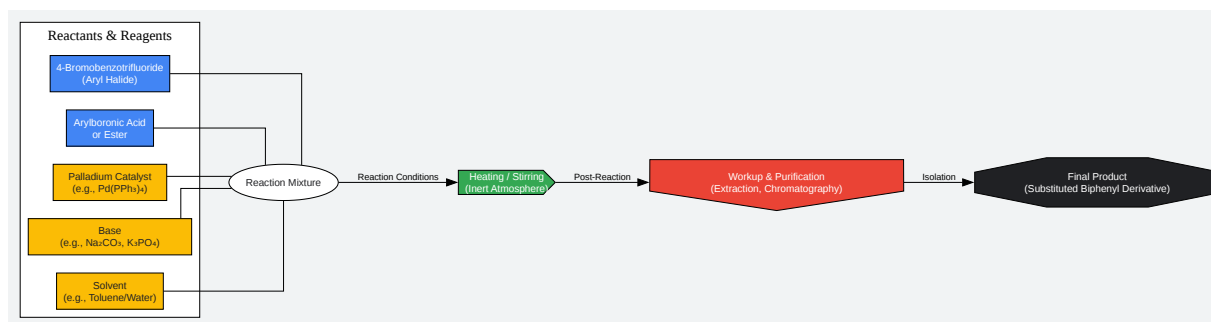 Reactants & Reagents
4-Bromobenzotrifluoride
(Aryl Halide)
Arylboronic Acid
or Ester
Palladium Catalyst
(e.g., Pd(PPh₃)₄)
Base
(e.g., Na₂CO₃, K₃PO₄)
Solvent
(e.g., Toluene/Water)
Reaction Mixture
Reaction Conditions
Heating / Stirring
(Inert Atmosphere)
Post-Reaction
Workup & Purification
(Extraction, Chromatography)
Isolation
Final Product
(Substituted Biphenyl Derivative)